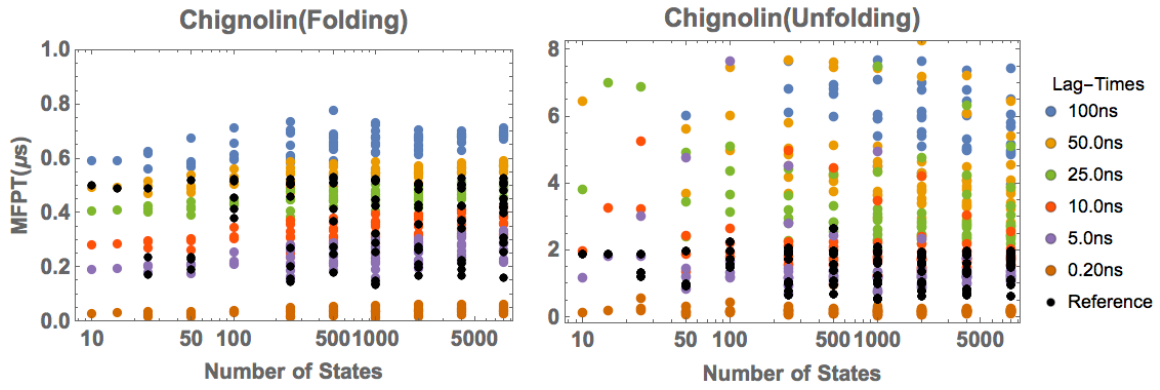 Chignolin(Folding)
Chignolin(Unfolding)
MFPT(μs)
1.0
0.8
0.6
0.4
0.2
0.0
10 50 100 500 1000 5000
Number of States
8
6
4
2
0
10 50 100 500 1000 5000
Number of States
Lag-Times
100ns
50.0ns
25.0ns
10.0ns
5.0ns
0.20ns
Reference